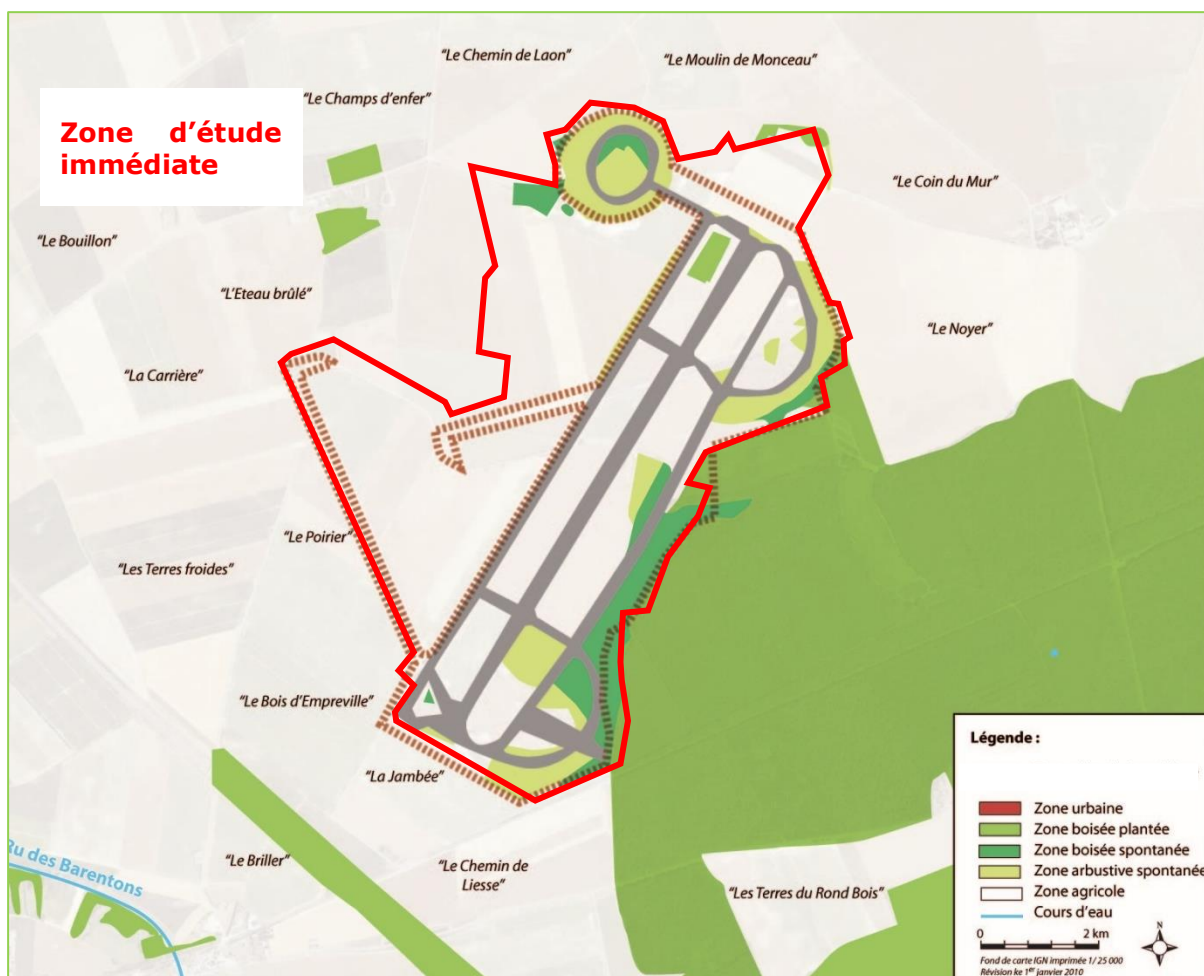 "Le Chemin de Laon"
"Le Moulin de Monceau"
"Le Champs d'enfer"
Zone d'étude
immédiate
"Le Coin du Mur"
"Le Bouillon"
"L'Eteau brûlé"
"Le Noyer"
"La Carrière"
"Le Poirier"
"Les Terres froides"
"Le Bois d'Empreville"
"La Jambée"
"Le Briller"
"Le Chemin de
Liesse"
"Les Terres du Rond Bois"
Ru des Barentons
Légende :
Zone urbaine
Zone boisée plantée
Zone boisée spontanée
Zone arbustive spontanée
Zone agricole
Cours d'eau
0 2 km
N
Fond de carte IGN imprimée 1/ 25 000
Révision ke 1er janvier 2010